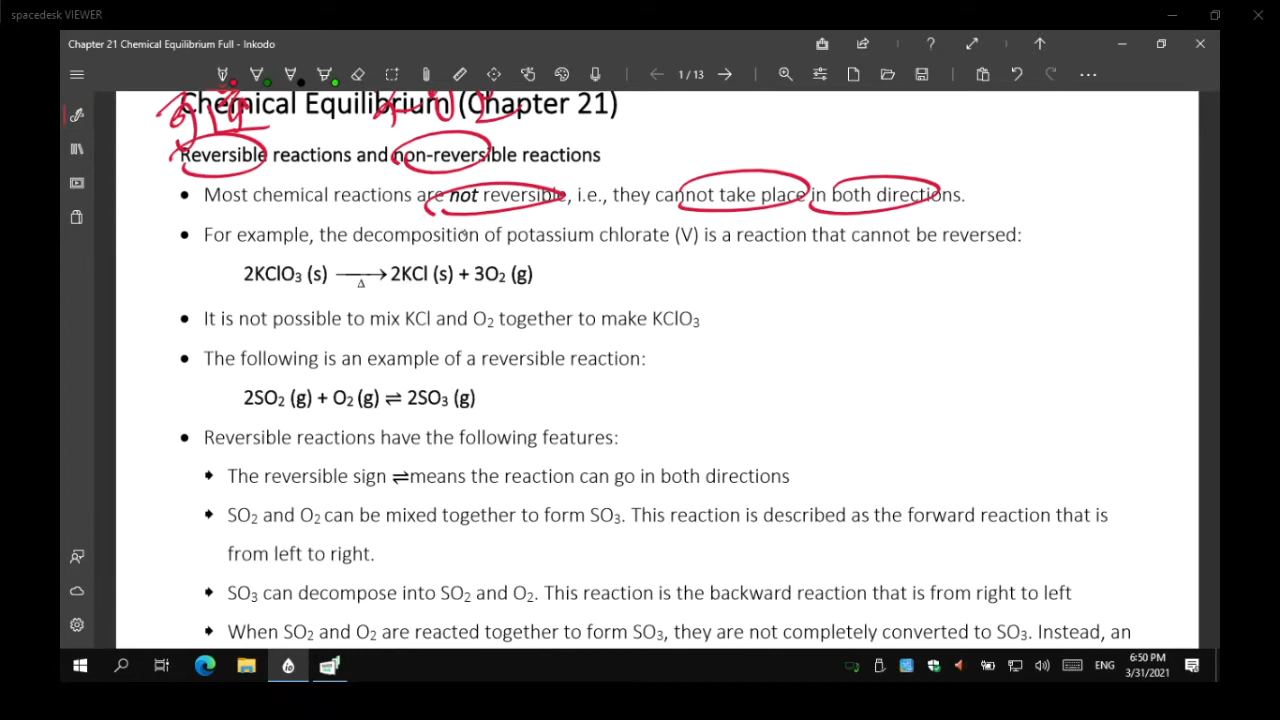 spacedesk VIEWER
Chapter 21 Chemical Equilibrium Full - Inkodo
1 / 13
Chemical Equilibrium (Chapter 21)
Reversible reactions and non-reversible reactions
• Most chemical reactions are not reversible, i.e., they cannot take place in both directions.
• For example, the decomposition of potassium chlorate (V) is a reaction that cannot be reversed:
2KClO₃ (s) ⟶ 2KCl (s) + 3O₂ (g)
Δ
• It is not possible to mix KCl and O₂ together to make KClO₃
• The following is an example of a reversible reaction:
2SO₂ (g) + O₂ (g) ⇌ 2SO₃ (g)
• Reversible reactions have the following features:
The reversible sign ⇌means the reaction can go in both directions
SO₂ and O₂ can be mixed together to form SO₃. This reaction is described as the forward reaction that is
from left to right.
SO₃ can decompose into SO₂ and O₂. This reaction is the backward reaction that is from right to left
When SO₂ and O₂ are reacted together to form SO₃, they are not completely converted to SO₃. Instead, an
ENG
6:50 PM
3/31/2021